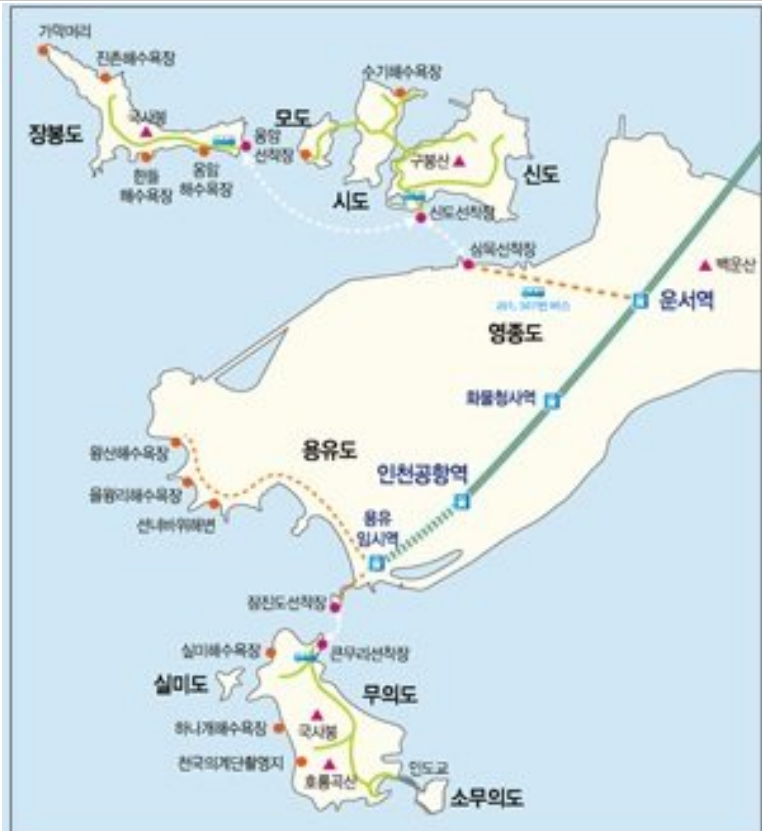 가막머리
진촌해수욕장
수기해수욕장
국사봉
장봉도
옹암
선착장
모도
한들
해수욕장
옹암
해수욕장
구봉산
시도
신도
신도선착장
삼목선착장
백운산
운서역
영종도
화물청사역
왕산해수욕장
용유도
인천공항역
을왕리해수욕장
선녀바위해변
용유
임시역
잠진도선착장
실미해수욕장
큰무리선착장
실미도
무의도
하나개해수욕장
국사봉
천국의계단촬영지
호룡곡산
인도교
소무의도